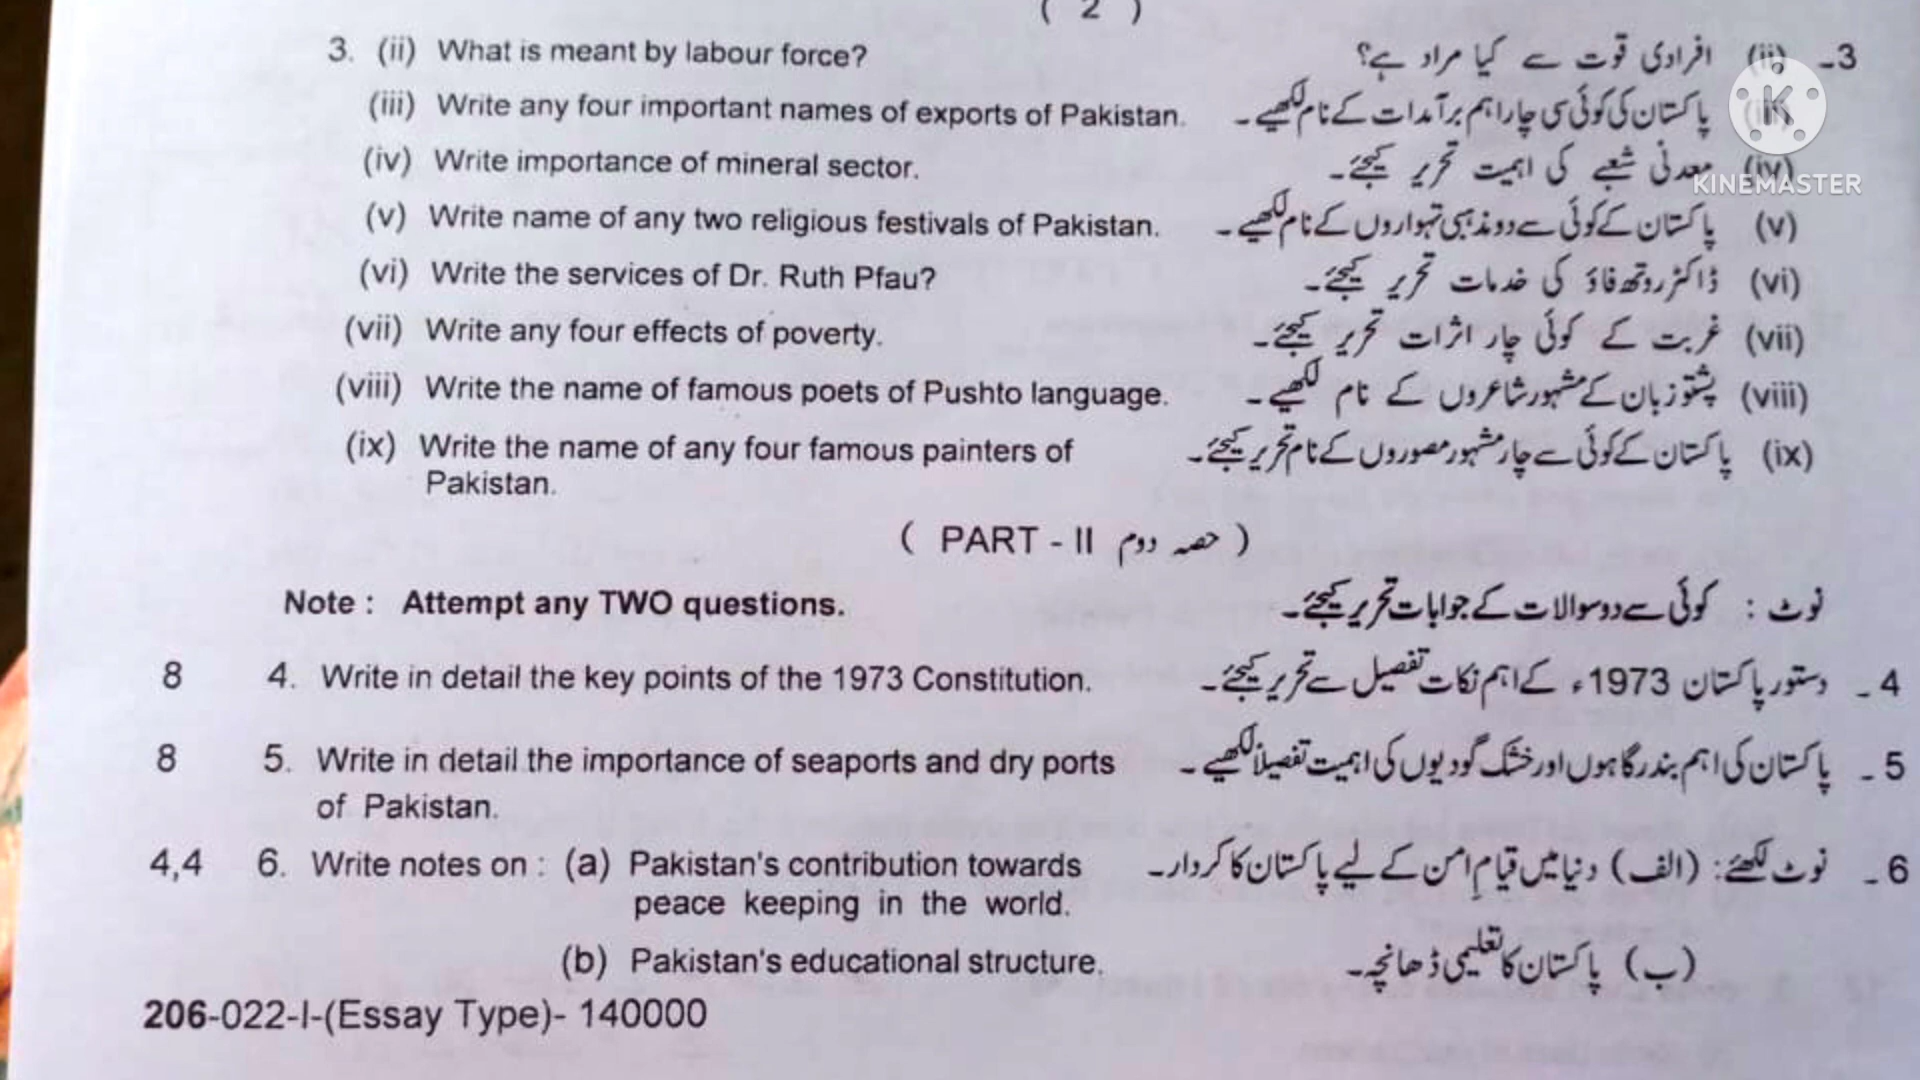 ( 2 )
3. (ii) What is meant by labour force? افرادی قوت سے کیا مراد ہے؟ (ii) ـ3
(iii) Write any four important names of exports of Pakistan. پاکستان کی کوئی سی چار اہم برآمدات کے نام لکھیے۔ (iii)
(iv) Write importance of mineral sector. معدنی شعبے کی اہمیت تحریر کیجئے۔ (iv)
KINEMASTER
(v) Write name of any two religious festivals of Pakistan. پاکستان کے کوئی سے دو مذہبی تہواروں کے نام لکھیے۔ (v)
(vi) Write the services of Dr. Ruth Pfau? ڈاکٹر روتھ فاؤ کی خدمات تحریر کیجئے۔ (vi)
(vii) Write any four effects of poverty. غربت کے کوئی چار اثرات تحریر کیجئے۔ (vii)
(viii) Write the name of famous poets of Pushto language. پشتو زبان کے مشہور شاعروں کے نام لکھیے۔ (viii)
(ix) Write the name of any four famous painters of پاکستان کے کوئی سے چار مشہور مصوروں کے نام تحریر کیجئے۔ (ix)
Pakistan.
( PART - II حصہ دوم )
Note : Attempt any TWO questions. نوٹ : کوئی سے دو سوالات کے جوابات تحریر کیجئے۔
8 4. Write in detail the key points of the 1973 Constitution. دستور پاکستان 1973ء کے اہم نکات تفصیل سے تحریر کیجئے۔ ـ 4
8 5. Write in detail the importance of seaports and dry ports پاکستان کی اہم بندرگاہوں اور خشک گودیوں کی اہمیت تفصیلاً لکھیے۔ ـ 5
of Pakistan.
4,4 6. Write notes on : (a) Pakistan's contribution towards نوٹ لکھئے: (الف) دنیا میں قیامِ امن کے لیے پاکستان کا کردار۔ ـ 6
peace keeping in the world.
(b) Pakistan's educational structure. (ب) پاکستان کا تعلیمی ڈھانچہ۔
206-022-I-(Essay Type)- 140000